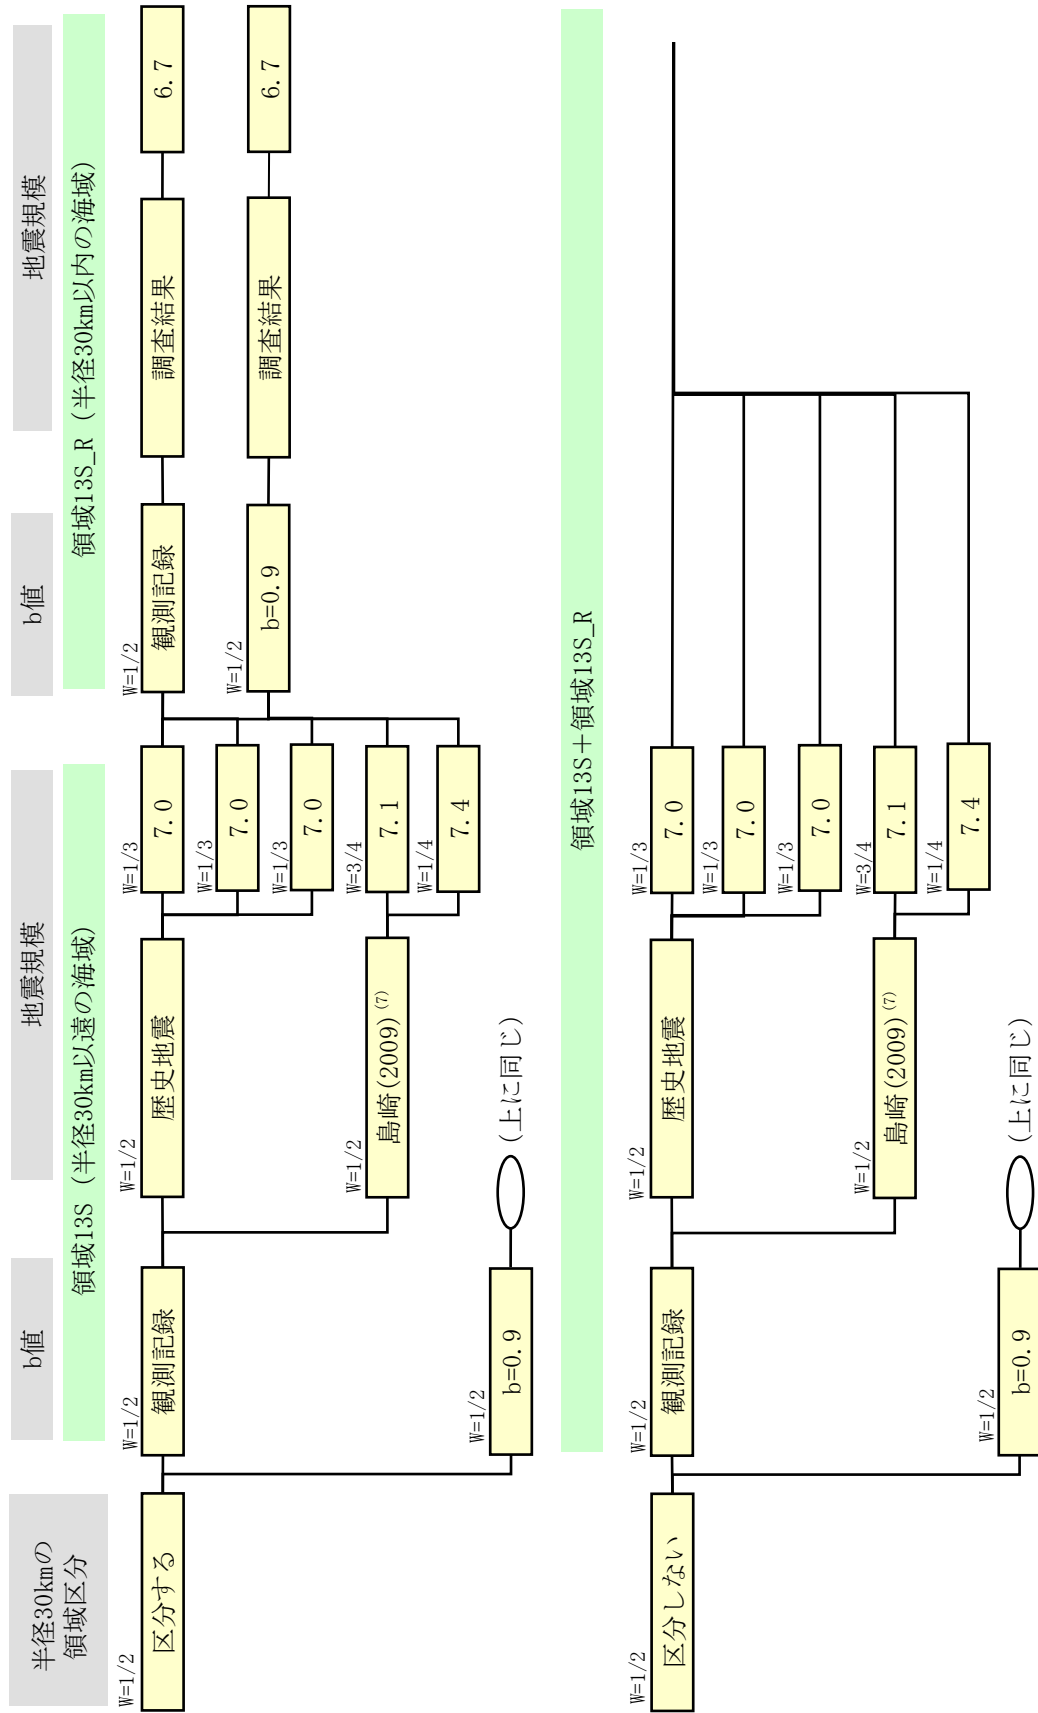 半径30kmの
領域区分
b値
地震規模
b値
地震規模
領域13S (半径30km以遠の海域)
領域13S_R (半径30km以内の海域)
W=1/2
区分する
W=1/2
観測記録
W=1/2
歴史地震
W=1/3
7.0
W=1/3
7.0
W=1/3
7.0
W=1/2
島崎(2009)⁽⁷⁾
W=3/4
7.1
W=1/4
7.4
W=1/2
b=0.9
(上に同じ)
W=1/2
観測記録
調査結果
6.7
W=1/2
b=0.9
調査結果
6.7
領域13S+領域13S_R
W=1/2
区分しない
W=1/2
観測記録
W=1/2
歴史地震
W=1/3
7.0
W=1/3
7.0
W=1/3
7.0
W=1/2
島崎(2009)⁽⁷⁾
W=3/4
7.1
W=1/4
7.4
W=1/2
b=0.9
(上に同じ)